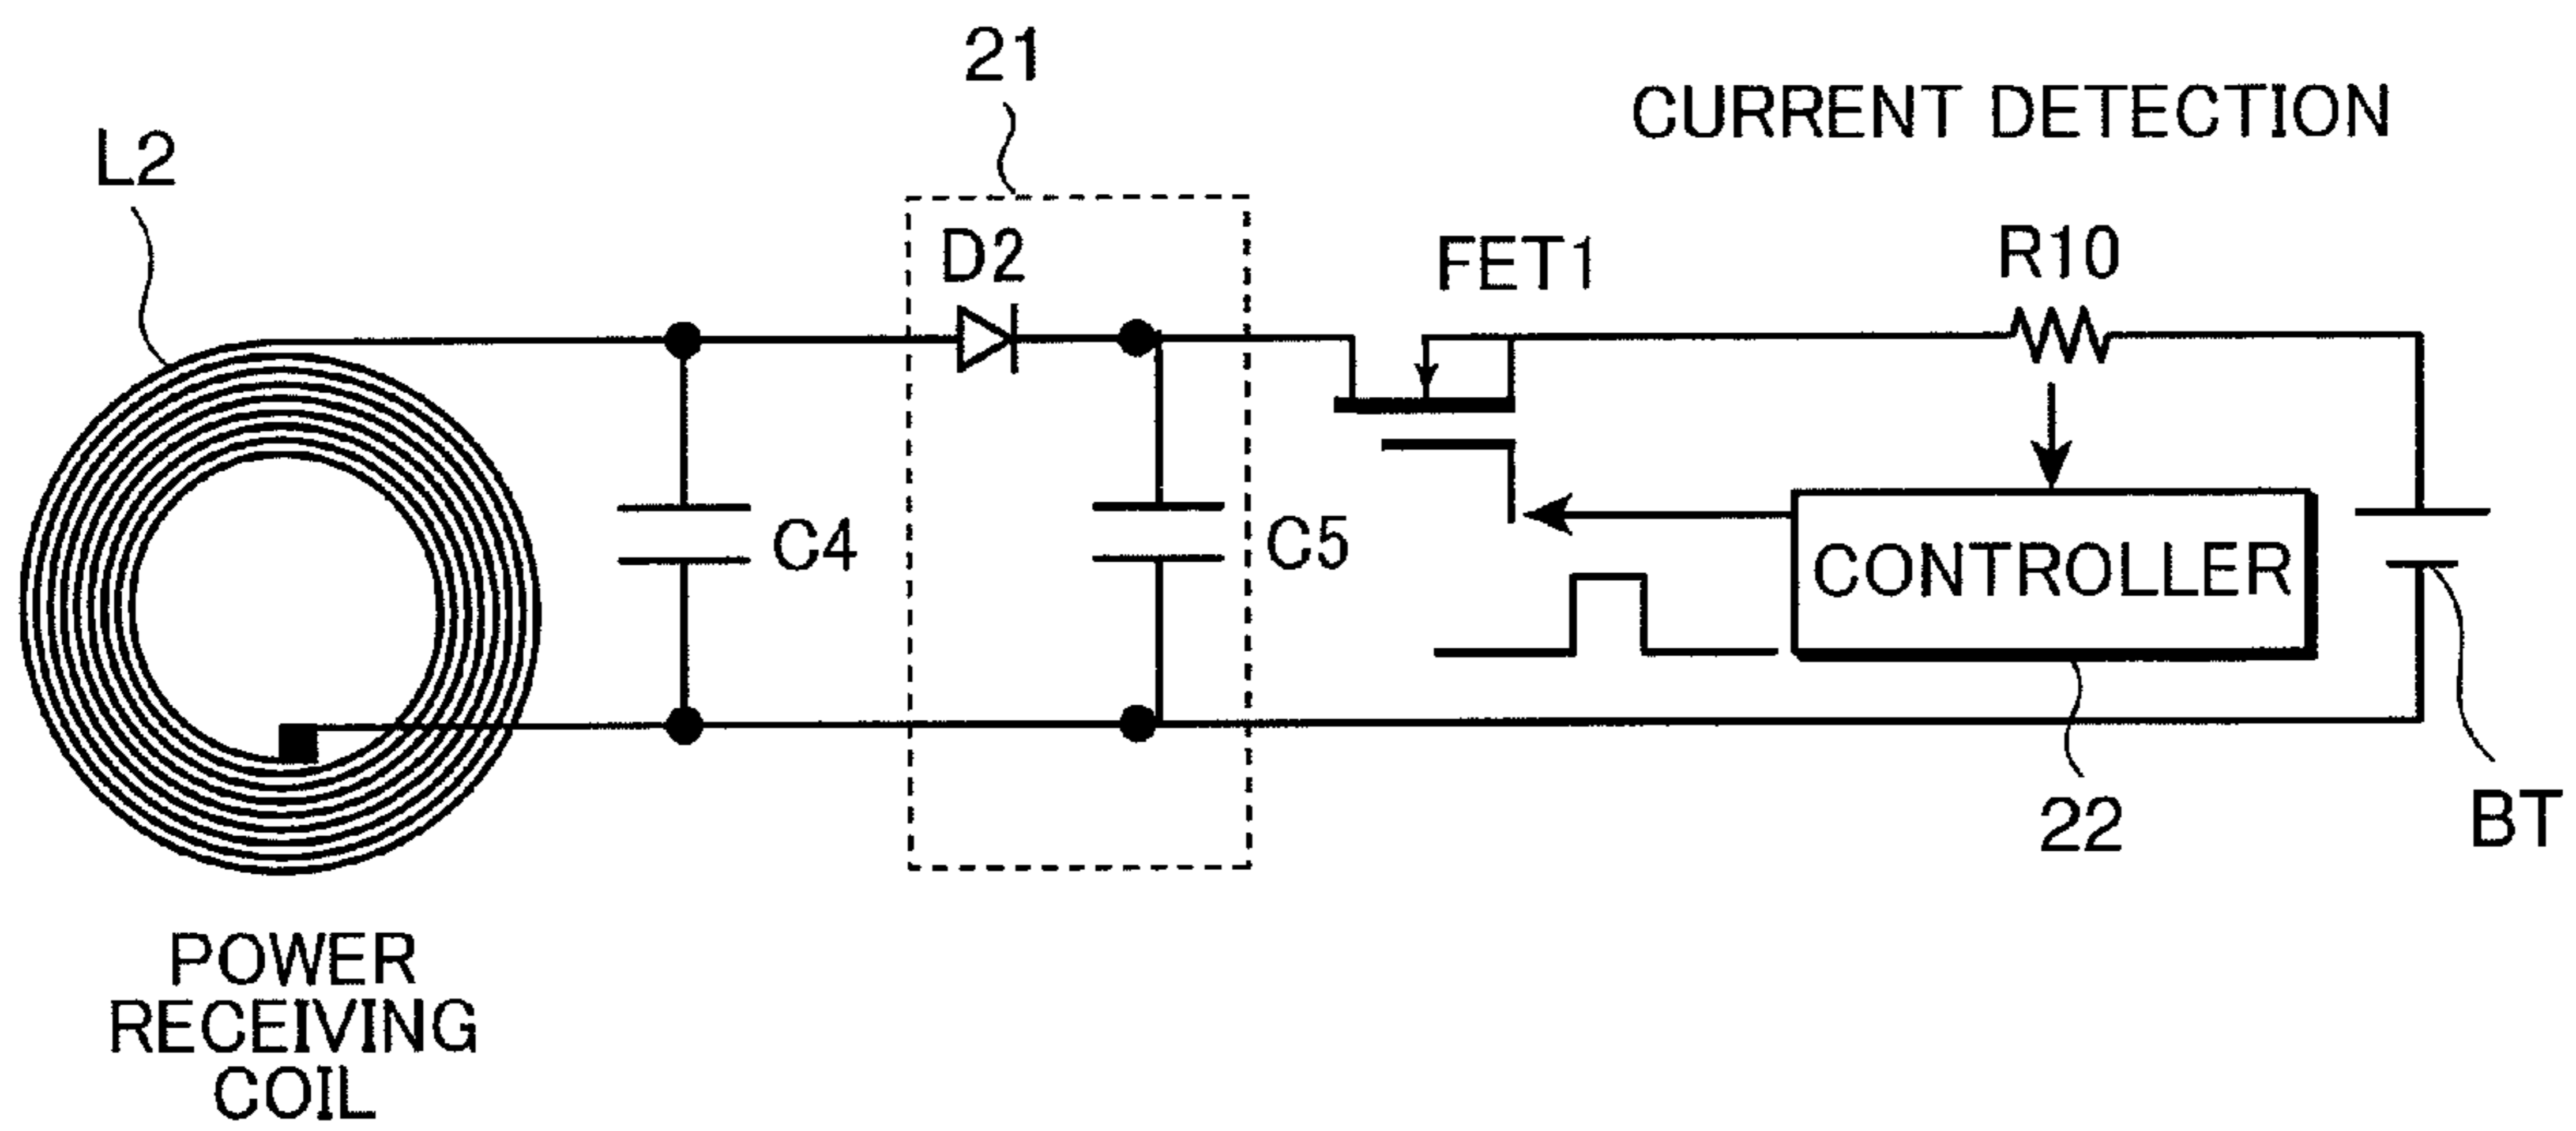 21
CURRENT DETECTION
L2
D2
FET1
R10
C4
C5
CONTROLLER
22
BT
POWER
RECEIVING
COIL